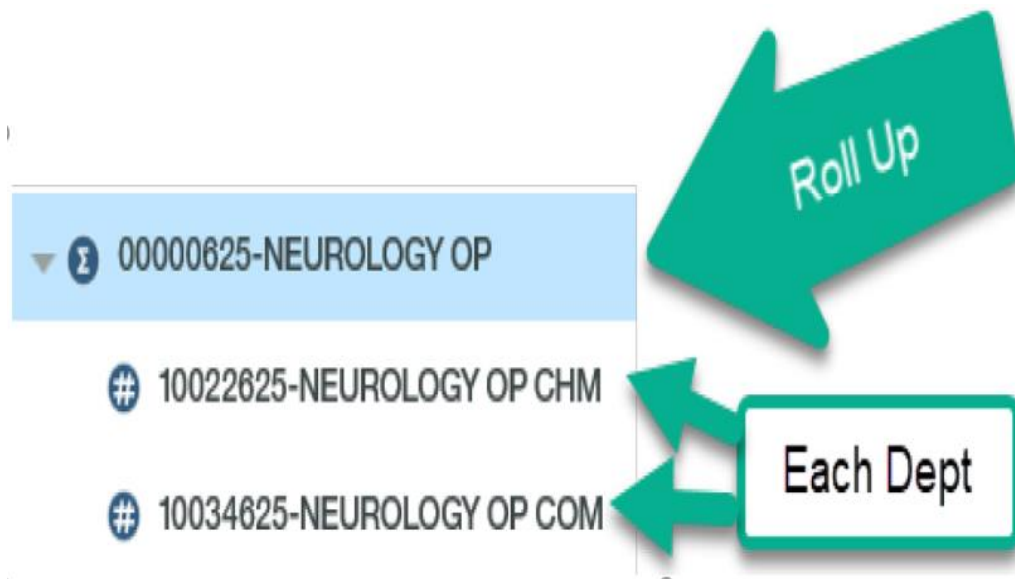 Roll Up
Σ 00000625-NEUROLOGY OP
# 10022625-NEUROLOGY OP CHM
Each Dept
# 10034625-NEUROLOGY OP COM